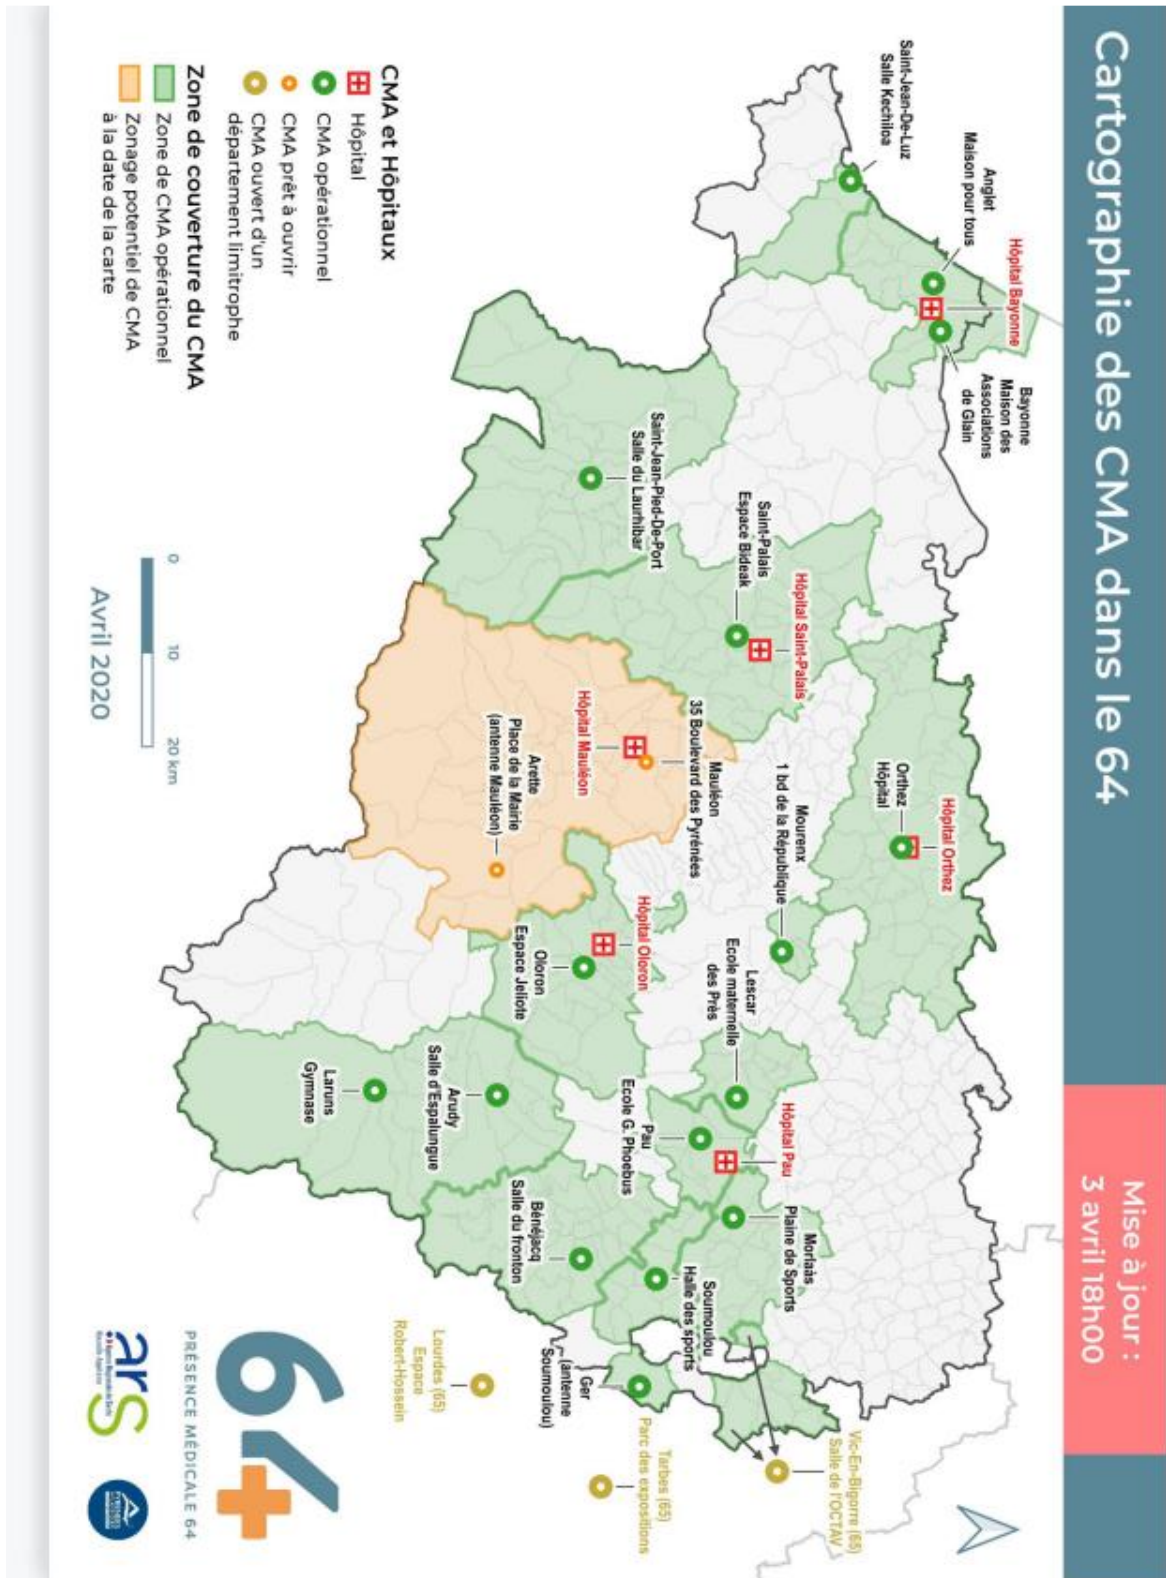 Cartographie des CMA dans le 64
Mise à jour :
3 avril 18h00
Saint-Jean-De-Luz
Salle Kechiloa
Anglet
Maison pour tous
Hôpital Bayonne
Bayonne
Maison des
Associations
de Glain
Saint-Jean-Pied-De-Port
Salle du Laurhibar
Saint-Palais
Espace Bideak
Hôpital Saint-Palais
Orthez
Hôpital
Hôpital Orthez
Mauléon
35 Boulevard des Pyrénées
Hôpital Mauléon
Arette
Place de la Mairie
(antenne Mauléon)
Mourenx
1 bd de la République
Hôpital Oloron
Oloron
Espace Jeliote
Lescar
Ecole maternelle
des Près
Hôpital Pau
Pau
Ecole G. Phoebus
Morlaàs
Plaine de Sports
Soumoulou
Halle des sports
Arudy
Salle d'Espalungue
Laruns
Gymnase
Bénéjacq
Salle du fronton
Ger
(antenne
Soumoulou)
Vic-En-Bigorre (65)
Salle de l'OCTAV
Tarbes (65)
Parc des expositions
Lourdes (65)
Espace
Robert-Hossein
CMA et Hôpitaux
Hôpital
CMA opérationnel
CMA prêt à ouvrir
CMA ouvert d'un
département limitrophe
Zone de couverture du CMA
Zone de CMA opérationnel
Zonage potentiel de CMA
à la date de la carte
0 10 20 km
Avril 2020
64
PRÉSENCE MÉDICALE 64
ars